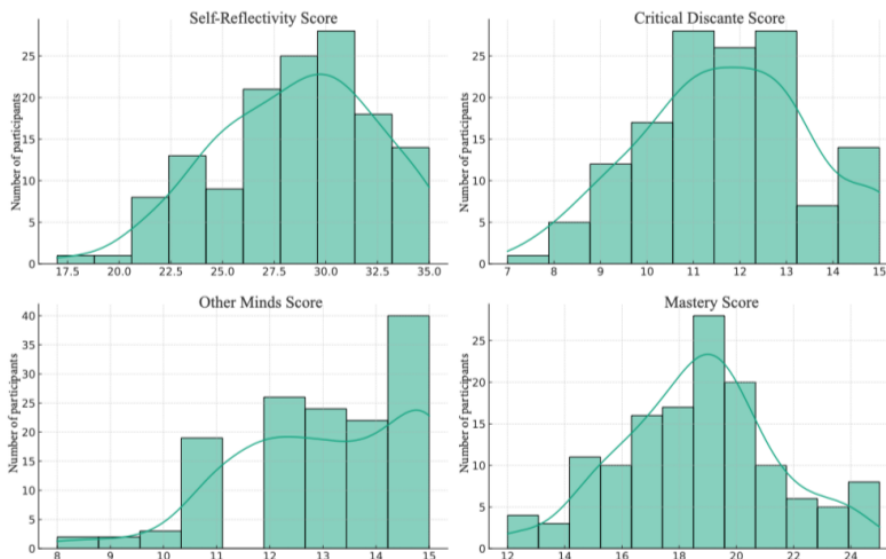 Self-Reflectivity Score
Number of participants
25
20
15
10
5
0
17.5 20.0 22.5 25.0 27.5 30.0 32.5 35.0
Critical Discante Score
Number of participants
25
20
15
10
5
0
7 8 9 10 11 12 13 14 15
Other Minds Score
Number of participants
40
35
30
25
20
15
10
5
0
8 9 10 11 12 13 14 15
Mastery Score
Number of participants
25
20
15
10
5
0
12 14 16 18 20 22 24